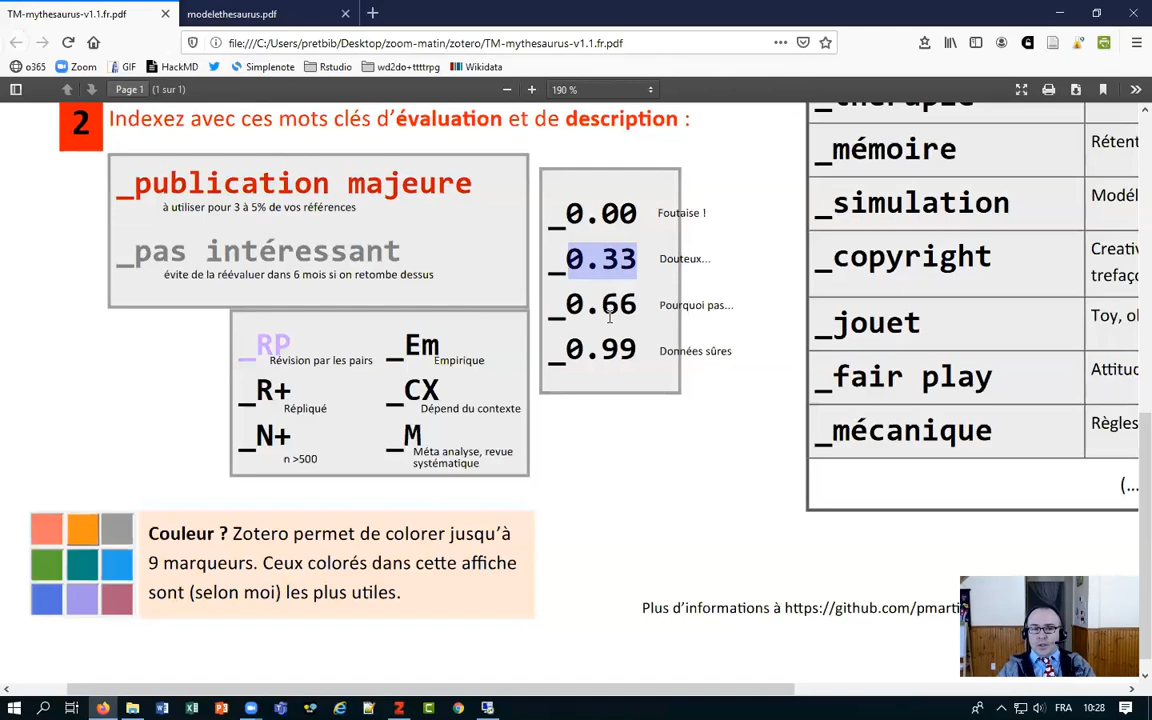 TM-mythesaurus-v1.1.fr.pdf
modelethesaurus.pdf
file:///C:/Users/pretbib/Desktop/zoom-matin/zotero/TM-mythesaurus-v1.1.fr.pdf
o365 Zoom GIF HackMD Simplenote Rstudio wd2do+ttttrpg Wikidata
Page 1 (1 sur 1) 190 %
2 Indexez avec ces mots clés d'évaluation et de description :
_publication majeure
à utiliser pour 3 à 5% de vos références
_pas intéressant
évite de la réévaluer dans 6 mois si on retombe dessus
_RP
Révision par les pairs
_Em
Empirique
_R+
Répliqué
_CX
Dépend du contexte
_N+
n >500
_M
Méta analyse, revue
systématique
_0.00 Foutaise !
_0.33 Douteux...
_0.66 Pourquoi pas...
_0.99 Données sûres
_thérapie
_mémoire Rétent
_simulation Modél
_copyright Creativ
trefaço
_jouet Toy, ol
_fair play Attitud
_mécanique Règles
(...
Couleur ? Zotero permet de colorer jusqu'à
9 marqueurs. Ceux colorés dans cette affiche
sont (selon moi) les plus utiles.
Plus d'informations à https://github.com/pmarti
FRA 10:28